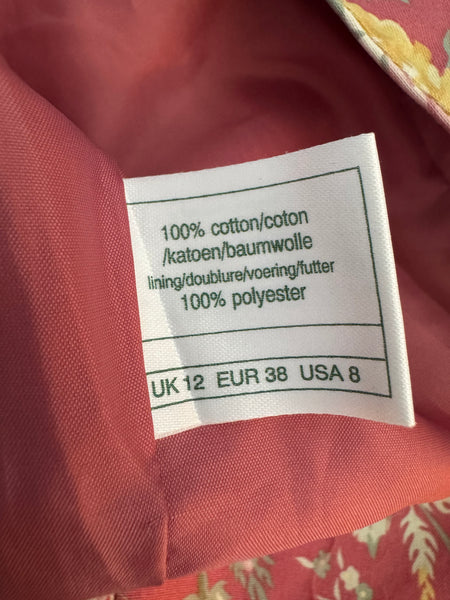 100% cotton/coton
/katoen/baumwolle
lining/doublure/voering/futter
100% polyester
UK 12 EUR 38 USA 8